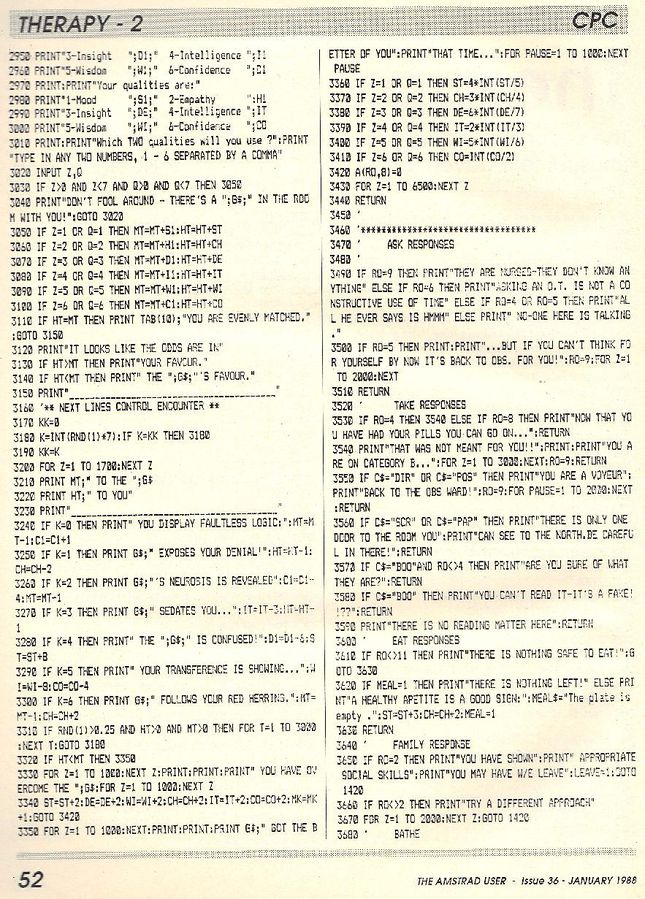 THERAPY - 2
CPC
2950 PRINT"3-Insight   ";D1;" 4-Intelligence ";I1
2960 PRINT"5-Wisdom    ";W1;" 6-Confidence   ";C1
2970 PRINT:PRINT"Your qualities are:"
2980 PRINT"1-Mood      ";S1;" 2-Empathy      ":H1
2990 PRINT"3-Insight   ";DE;" 4-Intelligence ";IT
3000 PRINT"5-Wisdom    ";WI;" 6-Confidence   ";CO
3010 PRINT:PRINT"Which TWO qualities will you use ?":PRINT
"TYPE IN ANY TWO NUMBERS, 1 - 6 SEPARATED BY A COMMA"
3020 INPUT Z,Q
3030 IF Z>0 AND Z<7 AND Q>0 AND Q<7 THEN 3050
3040 PRINT"DON'T FOOL AROUND - THERE'S A ";G$;" IN THE ROO
M WITH YOU!":GOTO 3020
3050 IF Z=1 OR Q=1 THEN MT=MT+S1:HT=HT+ST
3060 IF Z=2 OR Q=2 THEN MT=MT+H1:HT=HT+CH
3070 IF Z=3 OR Q=3 THEN MT=MT+D1:HT=HT+DE
3080 IF Z=4 OR Q=4 THEN MT=MT+I1:HT=HT+IT
3090 IF Z=5 OR Q=5 THEN MT=MT+W1:HT=HT+WI
3100 IF Z=6 OR Q=6 THEN MT=MT+C1:HT=HT+CO
3110 IF HT=MT THEN PRINT TAB(10);"YOU ARE EVENLY MATCHED."
:GOTO 3150
3120 PRINT"IT LOOKS LIKE THE ODDS ARE IN"
3130 IF HT>MT THEN PRINT"YOUR FAVOUR."
3140 IF HT<MT THEN PRINT" THE ";G$;"'S FAVOUR."
3150 PRINT"_________________________________"
3160 '** NEXT LINES CONTROL ENCOUNTER **
3170 KK=0
3180 K=INT(RND(1)*7):IF K=KK THEN 3180
3190 KK=K
3200 FOR Z=1 TO 1700:NEXT Z
3210 PRINT MT;" TO THE ";G$
3220 PRINT HT;" TO YOU"
3230 PRINT"_________________________________"
3240 IF K=0 THEN PRINT" YOU DISPLAY FAULTLESS LOGIC;":MT=M
T-1:C1=C1+1
3250 IF K=1 THEN PRINT G$;" EXPOSES YOUR DENIAL!":HT=HT-1:
CH=CH-2
3260 IF K=2 THEN PRINT G$;"'S NEUROSIS IS REVEALED":C1=C1-
4:MT=MT-1
3270 IF K=3 THEN PRINT G$;" SEDATES YOU...":IT=IT-3:HT=HT-
1
3280 IF K=4 THEN PRINT" THE ";G$;" IS CONFUSED!":D1=D1-6:S
T=ST+8
3290 IF K=5 THEN PRINT" YOUR TRANSFERENCE IS SHOWING...":W
I=WI-8:CO=CO-4
3300 IF K=6 THEN PRINT G$;" FOLLOWS YOUR RED HERRING.":MT=
MT-1:CH=CH+2
3310 IF RND(1)>0.25 AND HT>0 AND MT>0 THEN FOR T=1 TO 3000
:NEXT T:GOTO 3180
3320 IF HT<MT THEN 3350
3330 FOR Z=1 TO 1000:NEXT Z:PRINT:PRINT:PRINT" YOU HAVE OV
ERCOME THE ";G$:FOR Z=1 TO 1000:NEXT Z
3340 ST=ST+2:DE=DE+2:WI=WI+2:CH=CH+2:IT=IT+2:CO=CO+2:MK=MK
+1:GOTO 3420
3350 FOR Z=1 TO 1000:NEXT:PRINT:PRINT:PRINT G$;" GOT THE B
ETTER OF YOU":PRINT"THAT TIME...":FOR PAUSE=1 TO 1000:NEXT
PAUSE
3360 IF Z=1 OR Q=1 THEN ST=4*INT(ST/5)
3370 IF Z=2 OR Q=2 THEN CH=3*INT(CH/4)
3380 IF Z=3 OR Q=3 THEN DE=6*INT(DE/7)
3390 IF Z=4 OR Q=4 THEN IT=2*INT(IT/3)
3400 IF Z=5 OR Q=5 THEN WI=5*INT(WI/6)
3410 IF Z=6 OR Q=6 THEN CO=INT(CO/2)
3420 A(RO,8)=0
3430 FOR Z=1 TO 6500:NEXT Z
3440 RETURN
3450 '
3460 '*********************************
3470 '    ASK RESPONSES
3480 '
3490 IF RO=9 THEN PRINT"THEY ARE NURSES-THEY DON'T KNOW AN
YTHING" ELSE IF RO=6 THEN PRINT"ASKING AN O.T. IS NOT A CO
NSTRUCTIVE USE OF TIME" ELSE IF RO=4 OR RO=5 THEN PRINT"AL
L HE EVER SAYS IS HMMM" ELSE PRINT" NO-ONE HERE IS TALKING
."
3500 IF RO=5 THEN PRINT:PRINT"...BUT IF YOU CAN'T THINK FO
R YOURSELF BY NOW IT'S BACK TO OBS. FOR YOU!":RO=9:FOR Z=1
TO 2000:NEXT
3510 RETURN
3520 '    TAKE RESPONSES
3530 IF RO=4 THEN 3540 ELSE IF RO=8 THEN PRINT"NOW THAT YO
U HAVE HAD YOUR PILLS YOU CAN GO ON...":RETURN
3540 PRINT"THAT WAS NOT MEANT FOR YOU!!":PRINT:PRINT"YOU A
RE ON CATEGORY B...":FOR Z=1 TO 3000:NEXT:RO=9:RETURN
3550 IF C$="DIR" OR C$="POS" THEN PRINT"YOU ARE A VOYEUR":
PRINT"BACK TO THE OBS WARD!":RO=9:FOR PAUSE=1 TO 2000:NEXT
:RETURN
3560 IF C$="SCR" OR C$="PAP" THEN PRINT"THERE IS ONLY ONE
DOOR TO THE ROOM YOU":PRINT"CAN SEE TO THE NORTH.BE CAREFU
L IN THERE!":RETURN
3570 IF C$="BOO"AND RO<>4 THEN PRINT"ARE YOU SURE OF WHAT
THEY ARE?":RETURN
3580 IF C$="BOO" THEN PRINT"YOU CAN'T READ IT-IT'S A FAKE!
!??":RETURN
3590 PRINT"THERE IS NO READING MATTER HERE":RETURN
3600 '    EAT RESPONSES
3610 IF RO<>11 THEN PRINT"THERE IS NOTHING SAFE TO EAT!":G
OTO 3630
3620 IF MEAL=1 THEN PRINT"THERE IS NOTHING LEFT!" ELSE PRI
NT"A HEALTHY APETITE IS A GOOD SIGN:":MEAL$="The plate is
empty .":ST=ST+3:CH=CH+2:MEAL=1
3630 RETURN
3640 '    FAMILY RESPONSE
3650 IF RO=2 THEN PRINT"YOU HAVE SHOWN":PRINT" APPROPRIATE
SOCIAL SKILLS":PRINT"YOU MAY HAVE W/E LEAVE":LEAVE=1:GOTO
1420
3660 IF RO<>2 THEN PRINT"TRY A DIFFERENT APPROACH"
3670 FOR Z=1 TO 2000:NEXT Z:GOTO 1420
3680 '    BATHE
52
THE AMSTRAD USER - Issue 36 - JANUARY 1988